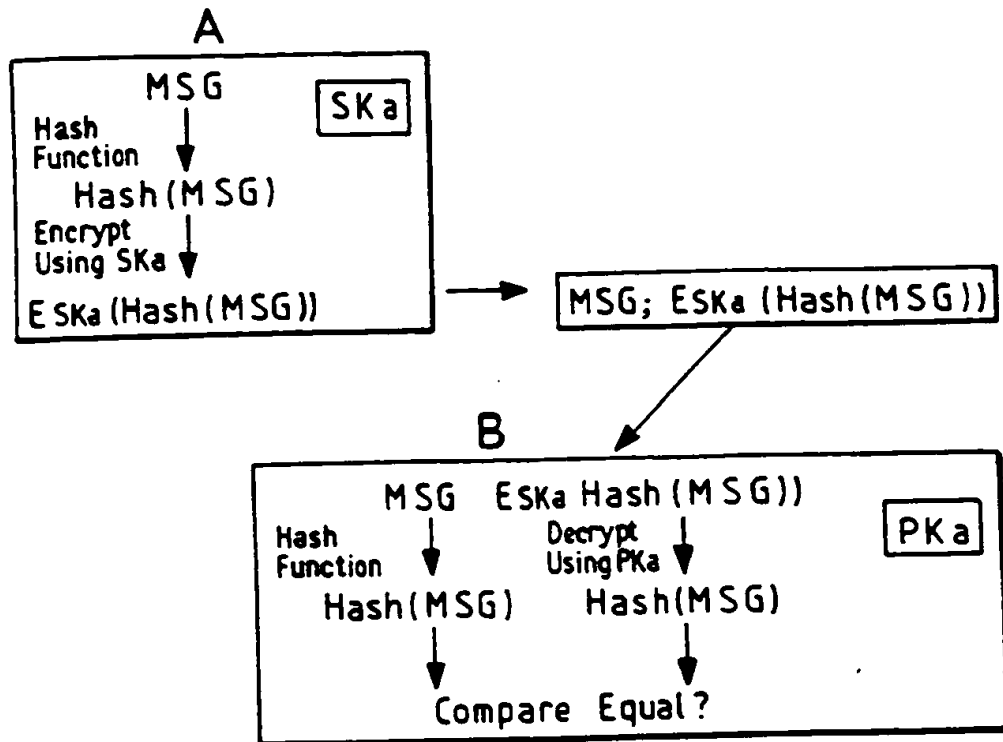 A
MSG
SKa
Hash
Function
Hash(MSG)
Encrypt
Using SKa
ESKa(Hash(MSG))
MSG; ESKa (Hash(MSG))
B
MSG ESKa Hash(MSG))
PKa
Hash
Function
Decrypt
Using PKa
Hash(MSG) Hash(MSG)
Compare Equal?